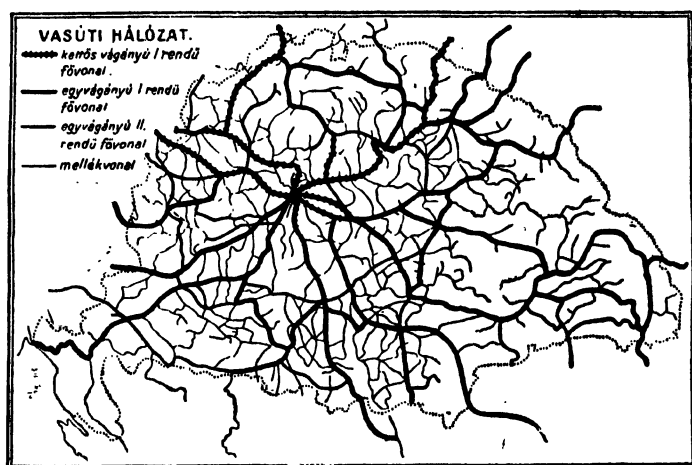 VASÚTI HÁLÓZAT.
kettős vágányú I rendű
fővonal.
egyvágányú I rendű
fővonal
egyvágányú II.
rendű fővonal
mellékvonal